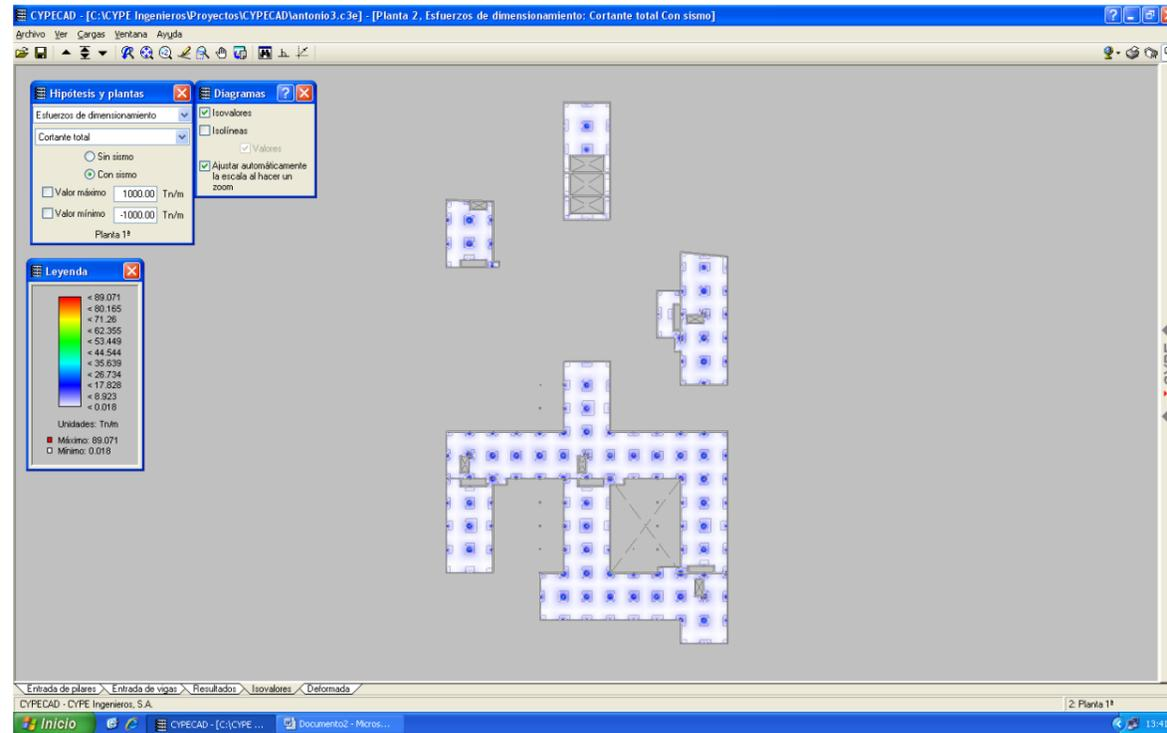 CYPECAD - [C:\CYPE Ingenieros\Proyectos\CYPECAD\antonio3.c3e] - [Planta 2, Esfuerzos de dimensionamiento: Cortante total Con sismo]
Archivo Ver Cargas Ventana Ayuda
Hipótesis y plantas
Esfuerzos de dimensionamiento
Cortante total
Sin sismo
Con sismo
Valor máximo 1000.00 Tn/m
Valor mínimo -1000.00 Tn/m
Planta 1ª
Diagramas
Isovalores
Isolíneas
Valores
Ajustar automáticamente
la escala al hacer un
zoom
Leyenda
< 89.071
< 80.165
< 71.26
< 62.355
< 53.449
< 44.544
< 35.639
< 26.734
< 17.828
< 8.923
< 0.018
Unidades: Tn/m
Máximo: 89.071
Mínimo: 0.018
Entrada de pilares Entrada de vigas Resultados Isovalores Deformada
CYPECAD - CYPE Ingenieros, S.A. 2: Planta 1ª
Inicio CYPECAD - [C:\CYPE ... Documento2 - Micros... 13:41